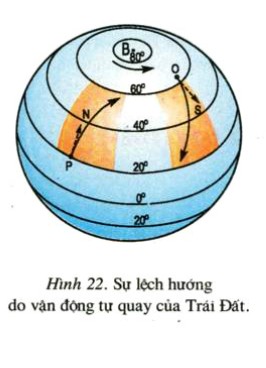 B
80°
O
60°
S
N
40°
P
20°
0°
20°
Hình 22. Sự lệch hướng
do vận động tự quay của Trái Đất.